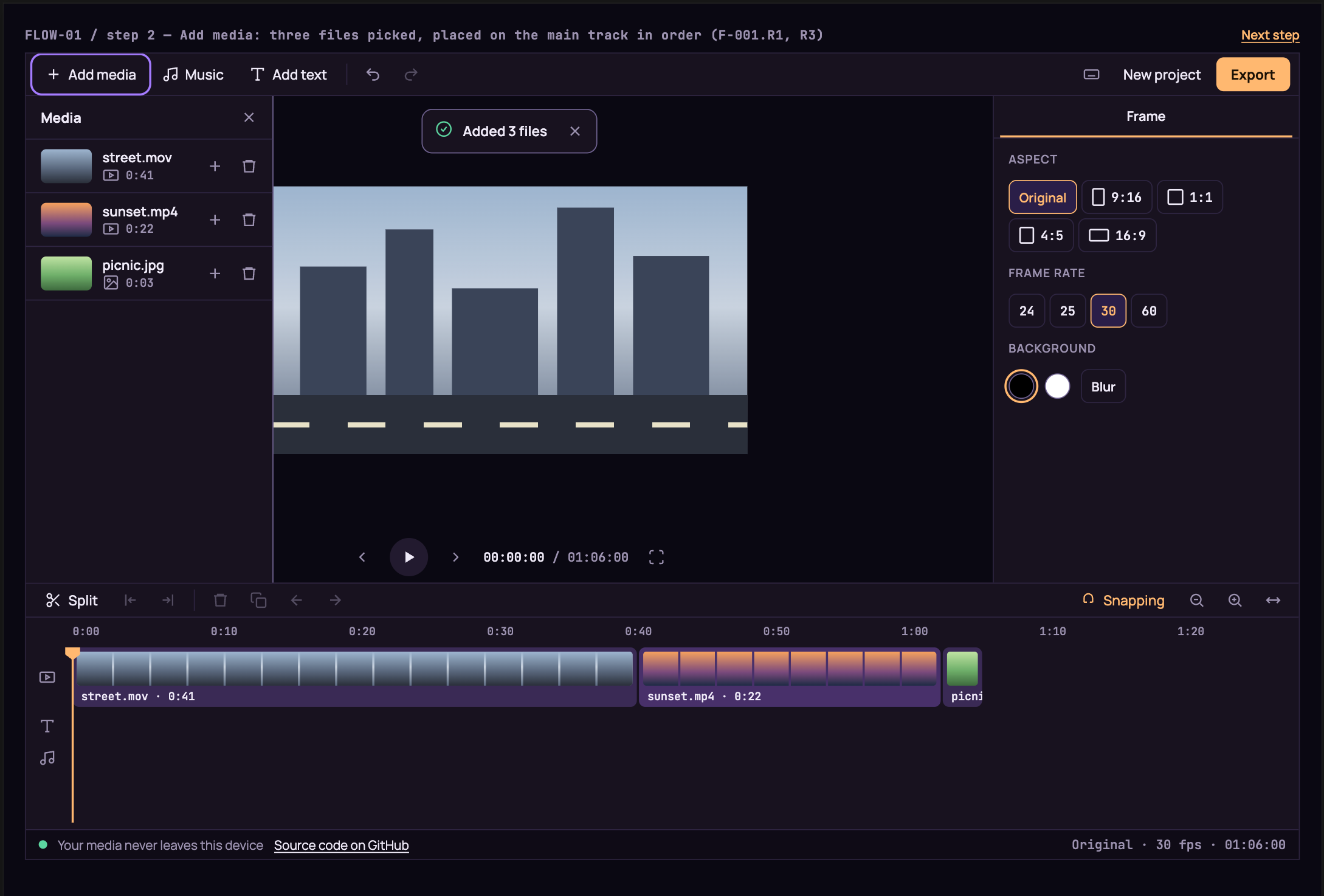 FLOW-01 / step 2 — Add media: three files picked, placed on the main track in order (F-001.R1, R3)
Next step
Add media
Music
Add text
New project
Export
Media
street.mov
0:41
sunset.mp4
0:22
picnic.jpg
0:03
Added 3 files
00:00:00 / 01:06:00
Frame
ASPECT
Original
9:16
1:1
4:5
16:9
FRAME RATE
24
25
30
60
BACKGROUND
Blur
Split
Snapping
0:00
0:10
0:20
0:30
0:40
0:50
1:00
1:10
1:20
street.mov · 0:41
sunset.mp4 · 0:22
picni
Your media never leaves this device
Source code on GitHub
Original · 30 fps · 01:06:00